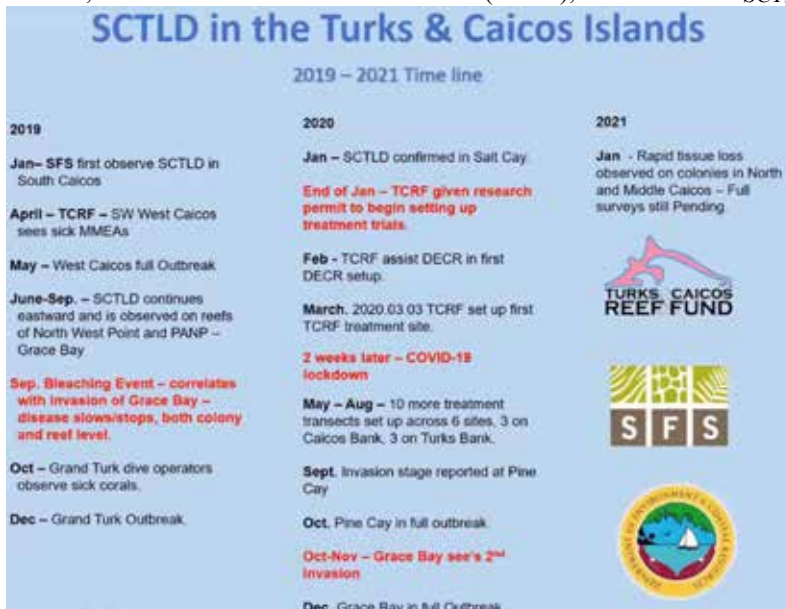 SCTLD in the Turks & Caicos Islands
2019 – 2021 Time line
2019
Jan– SFS first observe SCTLD in
South Caicos
April – TCRF – SW West Caicos
sees sick MMEAs
May – West Caicos full Outbreak
June-Sep. – SCTLD continues
eastward and is observed on reefs
of North West Point and PANP –
Grace Bay
Sep. Bleaching Event – correlates
with invasion of Grace Bay –
disease slows/stops, both colony
and reef level.
Oct – Grand Turk dive operators
observe sick corals.
Dec – Grand Turk Outbreak.
2020
Jan – SCTLD confirmed in Salt Cay.
End of Jan – TCRF given research
permit to begin setting up
treatment trials.
Feb - TCRF assist DECR in first
DECR setup.
March. 2020.03.03 TCRF set up first
TCRF treatment site.
2 weeks later – COVID-19
lockdown
May – Aug – 10 more treatment
transects set up across 6 sites, 3 on
Caicos Bank, 3 on Turks Bank.
Sept. Invasion stage reported at Pine
Cay
Oct. Pine Cay in full outbreak.
Oct-Nov – Grace Bay see's 2nd
invasion
Dec. Grace Bay in full Outbreak
2021
Jan - Rapid tissue loss
observed on colonies in North
and Middle Caicos – Full
surveys still Pending.
TURKS CAICOS
REEF FUND
SFS
DEPARTMENT OF ENVIRONMENT & COASTAL RESOURCES